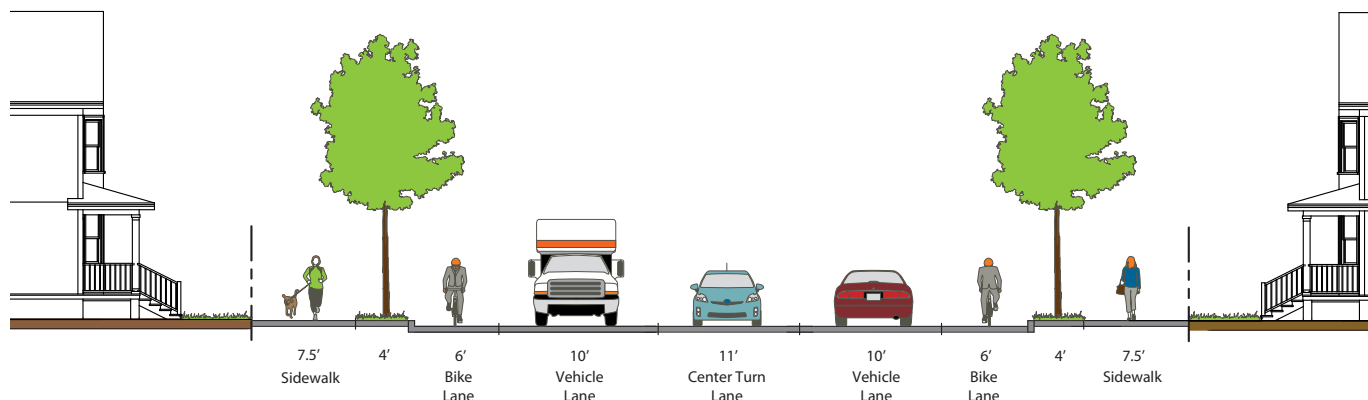 7.5’ 4’ 6’ 10’ 11’ 10’ 6’ 4’ 7.5’
Sidewalk Bike Vehicle Center Turn Vehicle Bike Sidewalk
Lane Lane Lane Lane Lane